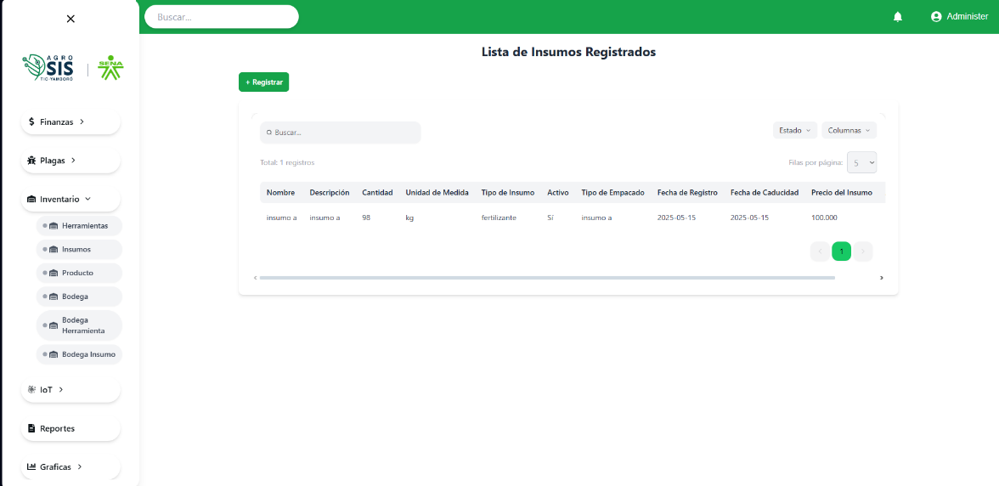 Buscar...
Administer
AGRO
SIS
TIC-YAMBORÓ
SENA
Finanzas
Plagas
Inventario
Herramientas
Insumos
Producto
Bodega
Bodega
Herramienta
Bodega Insumo
IoT
Reportes
Graficas
Lista de Insumos Registrados
+ Registrar
Buscar...
Estado
Columnas
Total: 1 registros
Filas por página: 5
Nombre Descripción Cantidad Unidad de Medida Tipo de Insumo Activo Tipo de Empacado Fecha de Registro Fecha de Caducidad Precio del Insumo
insumo a insumo a 98 kg fertilizante Sí insumo a 2025-05-15 2025-05-15 100.000
1